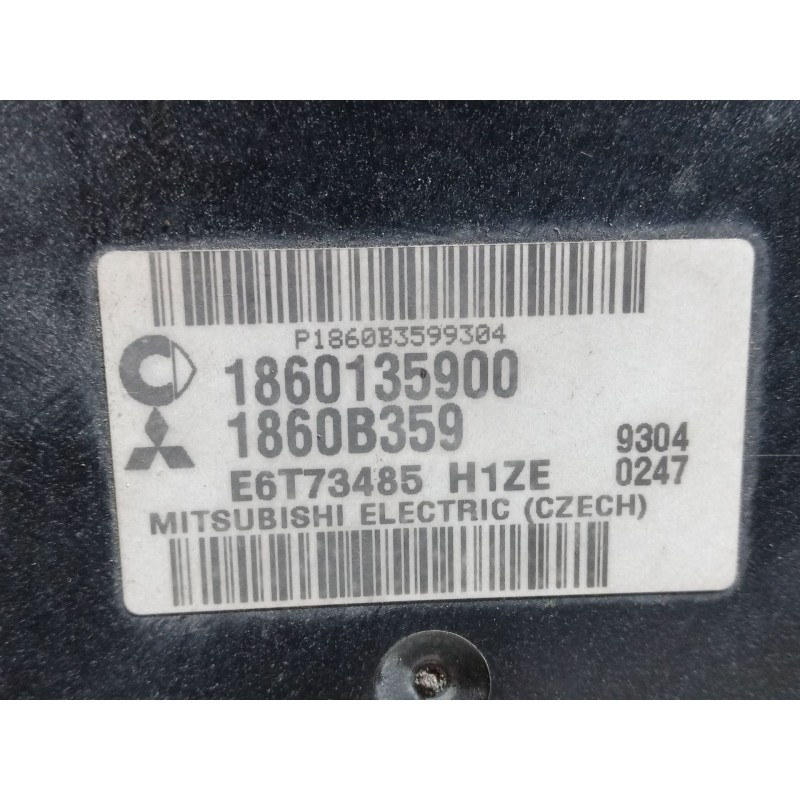 P1860B3599304
1860135900
1860B359
9304
E6T73485 H1ZE
0247
MITSUBISHI ELECTRIC (CZECH)